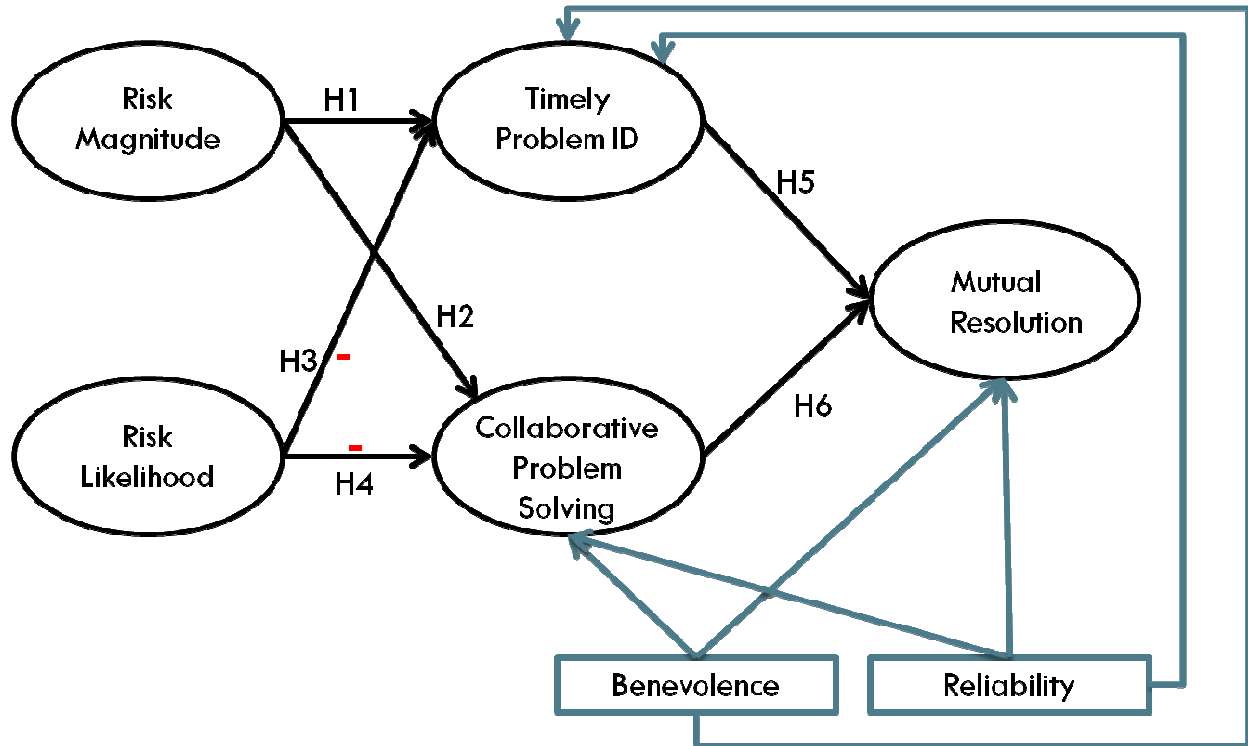 Risk
Magnitude
H1
Timely
Problem ID
H5
H2
H3
-
Mutual
Resolution
Risk
Likelihood
-
H4
Collaborative
Problem
Solving
H6
Benevolence
Reliability